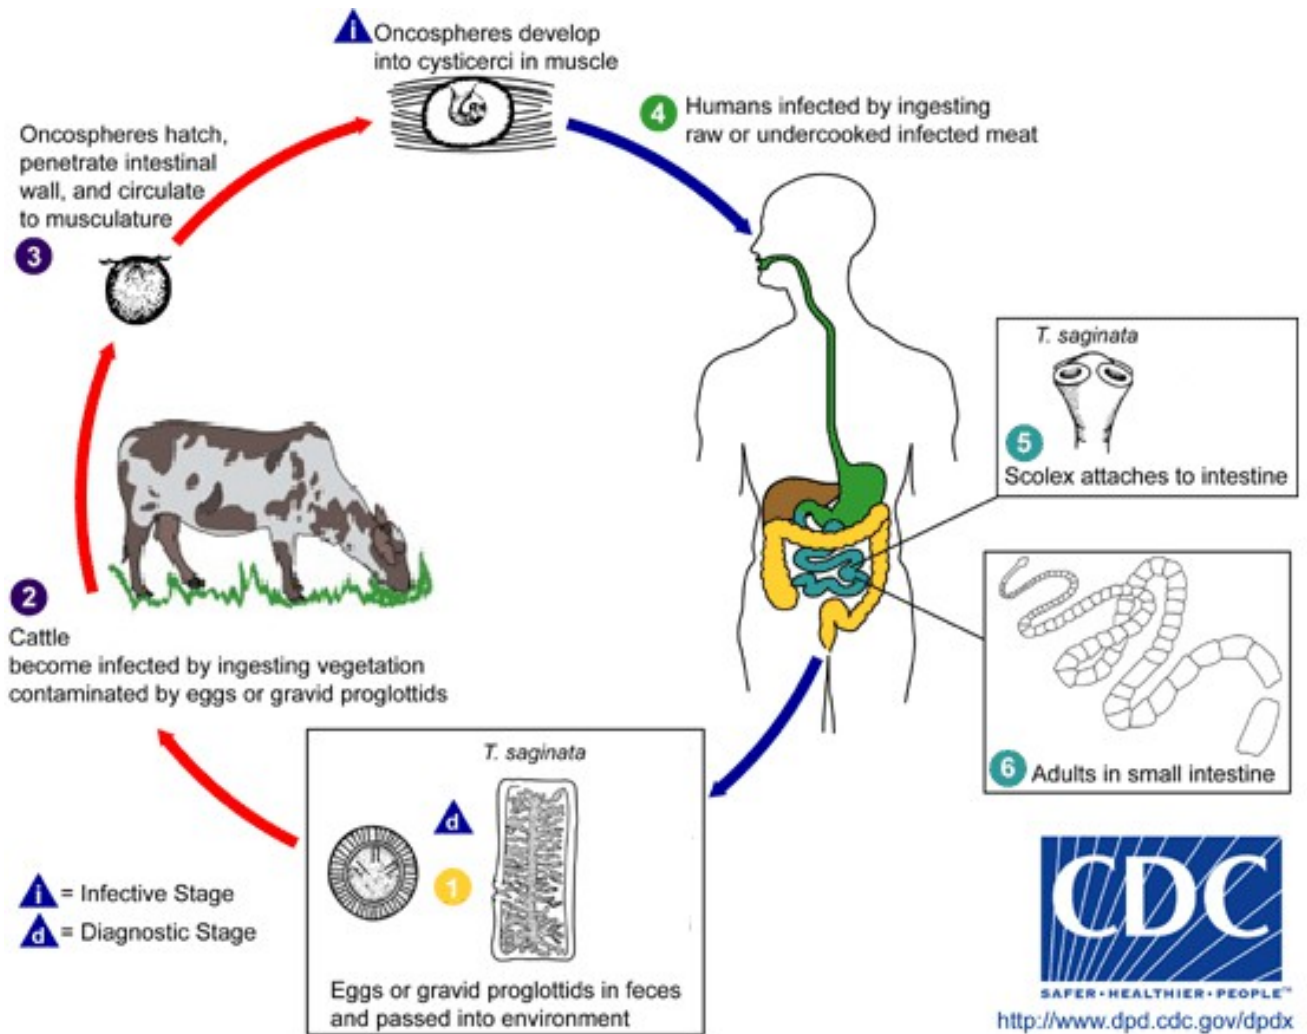 i
Oncospheres develop
into cysticerci in muscle
4
Humans infected by ingesting
raw or undercooked infected meat
Oncospheres hatch,
penetrate intestinal
wall, and circulate
to musculature
3
T. saginata
5
Scolex attaches to intestine
2
Cattle
become infected by ingesting vegetation
contaminated by eggs or gravid proglottids
6 Adults in small intestine
T. saginata
d
1
Eggs or gravid proglottids in feces
and passed into environment
i = Infective Stage
d = Diagnostic Stage
CDC
SAFER·HEALTHIER·PEOPLE™
http://www.dpd.cdc.gov/dpdx